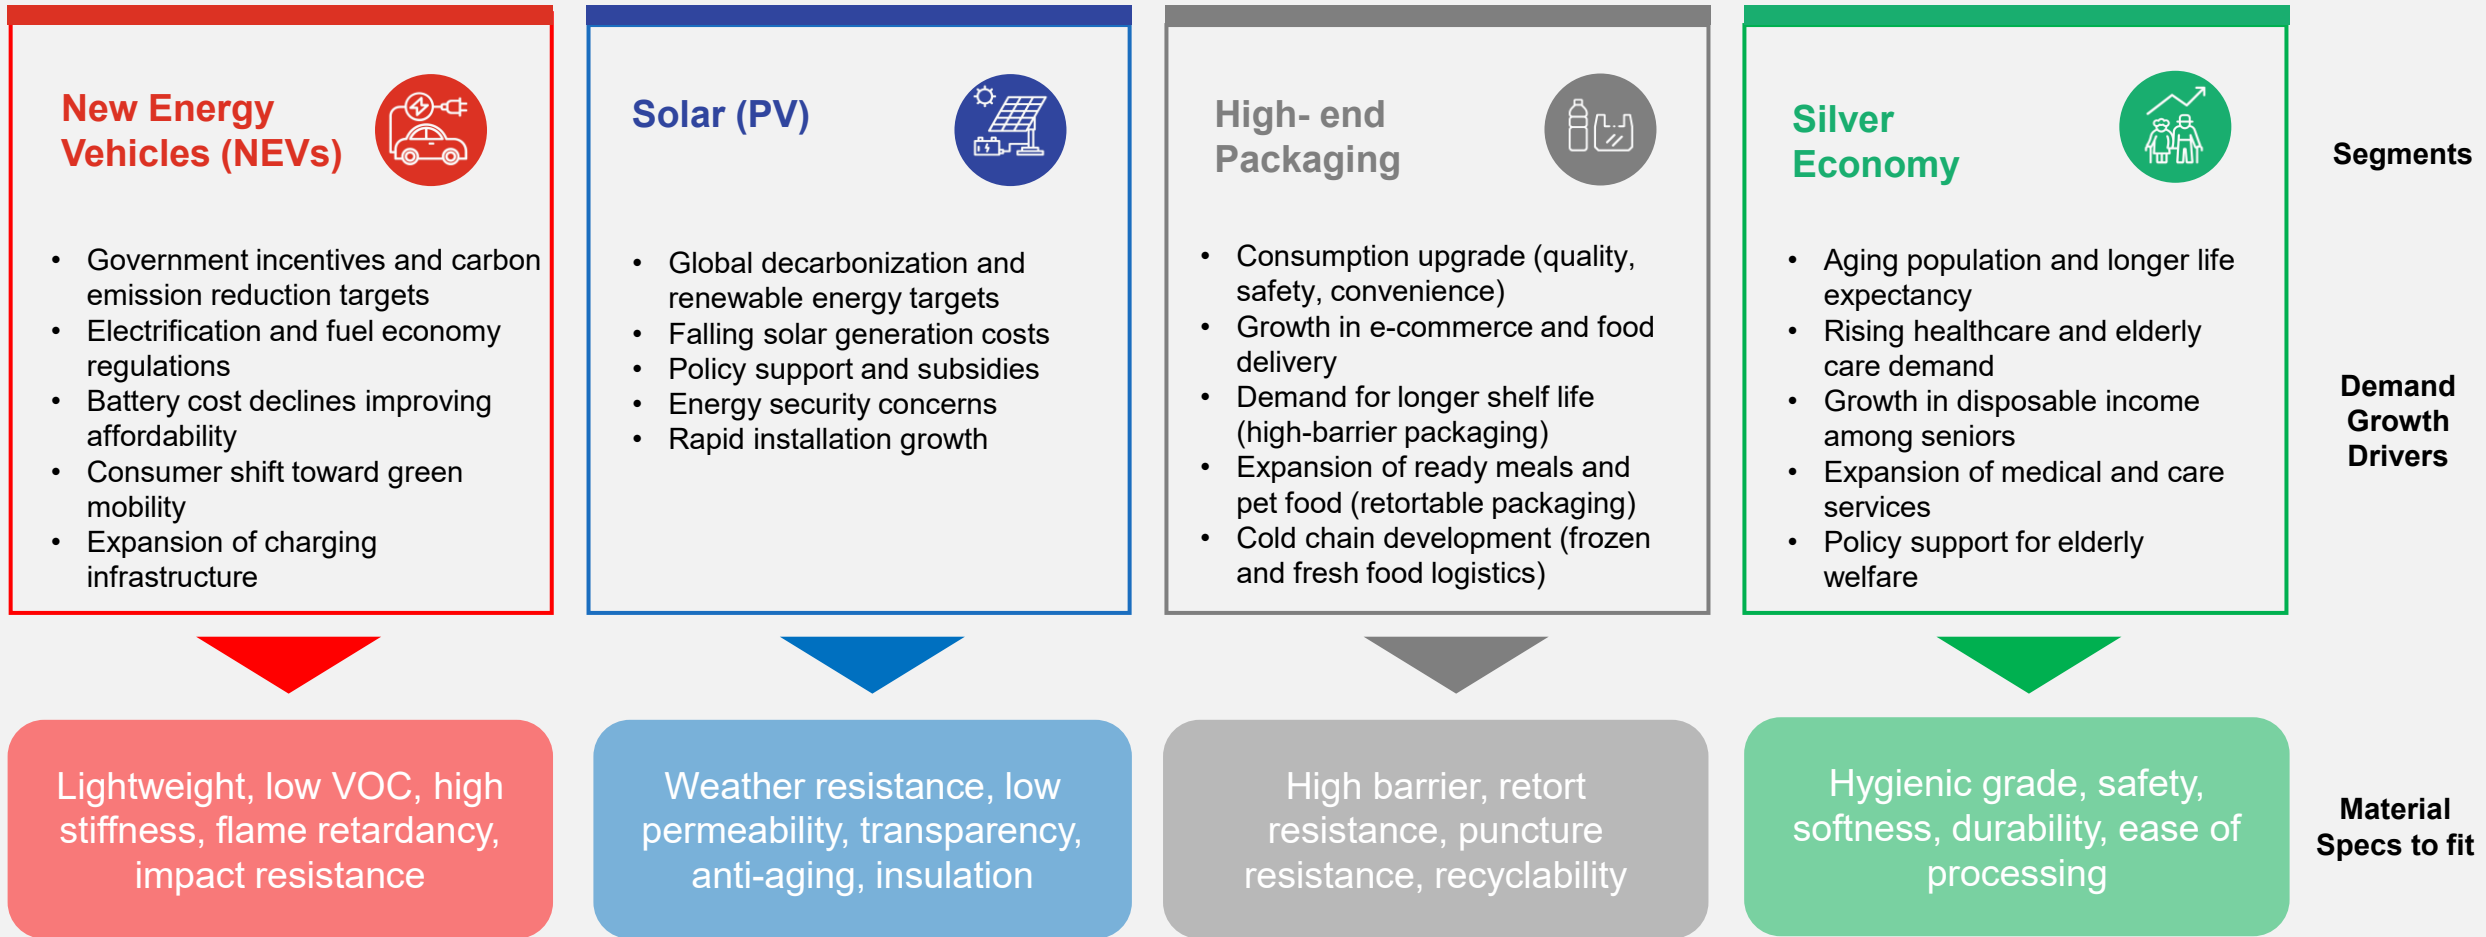 New Energy
Vehicles (NEVs)
• Government incentives and carbon
emission reduction targets
• Electrification and fuel economy
regulations
• Battery cost declines improving
affordability
• Consumer shift toward green
mobility
• Expansion of charging
infrastructure
Lightweight, low VOC, high
stiffness, flame retardancy,
impact resistance
Solar (PV)
• Global decarbonization and
renewable energy targets
• Falling solar generation costs
• Policy support and subsidies
• Energy security concerns
• Rapid installation growth
Weather resistance, low
permeability, transparency,
anti-aging, insulation
High- end
Packaging
• Consumption upgrade (quality,
safety, convenience)
• Growth in e-commerce and food
delivery
• Demand for longer shelf life
(high-barrier packaging)
• Expansion of ready meals and
pet food (retortable packaging)
• Cold chain development (frozen
and fresh food logistics)
High barrier, retort
resistance, puncture
resistance, recyclability
Silver
Economy
• Aging population and longer life
expectancy
• Rising healthcare and elderly
care demand
• Growth in disposable income
among seniors
• Expansion of medical and care
services
• Policy support for elderly
welfare
Hygienic grade, safety,
softness, durability, ease of
processing
Segments
Demand
Growth
Drivers
Material
Specs to fit